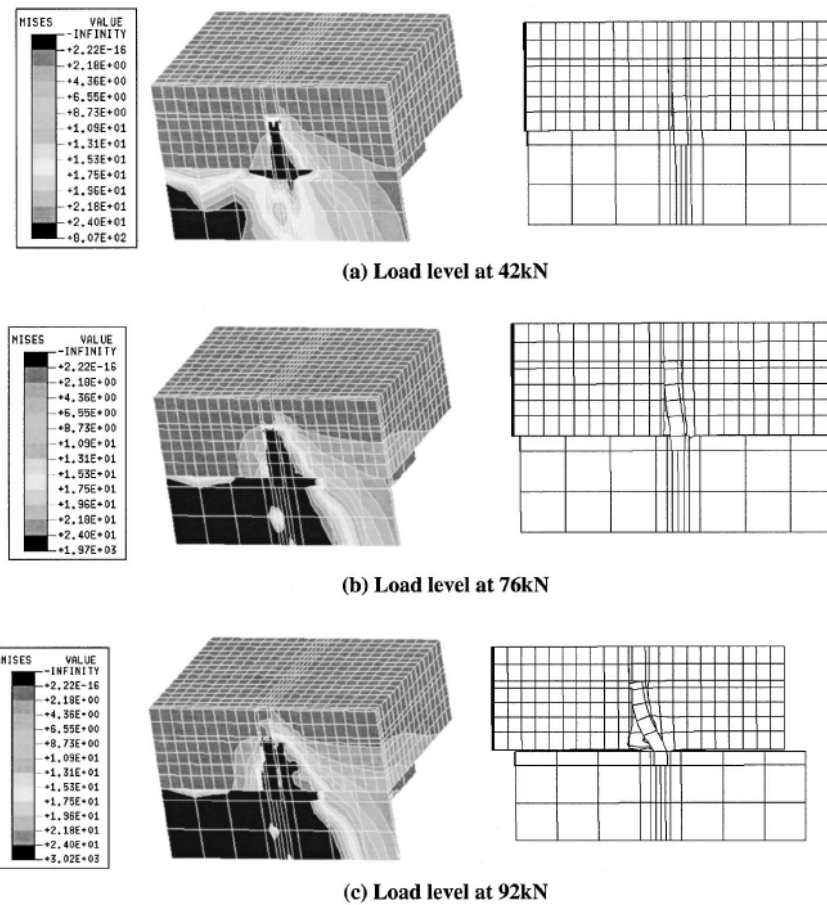 MISES VALUE
-INFINITY
+2.22E-16
+2.18E+00
+4.36E+00
+6.55E+00
+8.73E+00
+1.09E+01
+1.31E+01
+1.53E+01
+1.75E+01
+1.96E+01
+2.18E+01
+2.40E+01
+8.07E+02
(a) Load level at 42kN
MISES VALUE
-INFINITY
+2.22E-16
+2.18E+00
+4.36E+00
+6.55E+00
+8.73E+00
+1.09E+01
+1.31E+01
+1.53E+01
+1.75E+01
+1.96E+01
+2.18E+01
+2.40E+01
+1.97E+03
(b) Load level at 76kN
MISES VALUE
-INFINITY
+2.22E-16
+2.18E+00
+4.36E+00
+6.55E+00
+8.73E+00
+1.09E+01
+1.31E+01
+1.53E+01
+1.75E+01
+1.96E+01
+2.18E+01
+2.40E+01
+3.02E+03
(c) Load level at 92kN